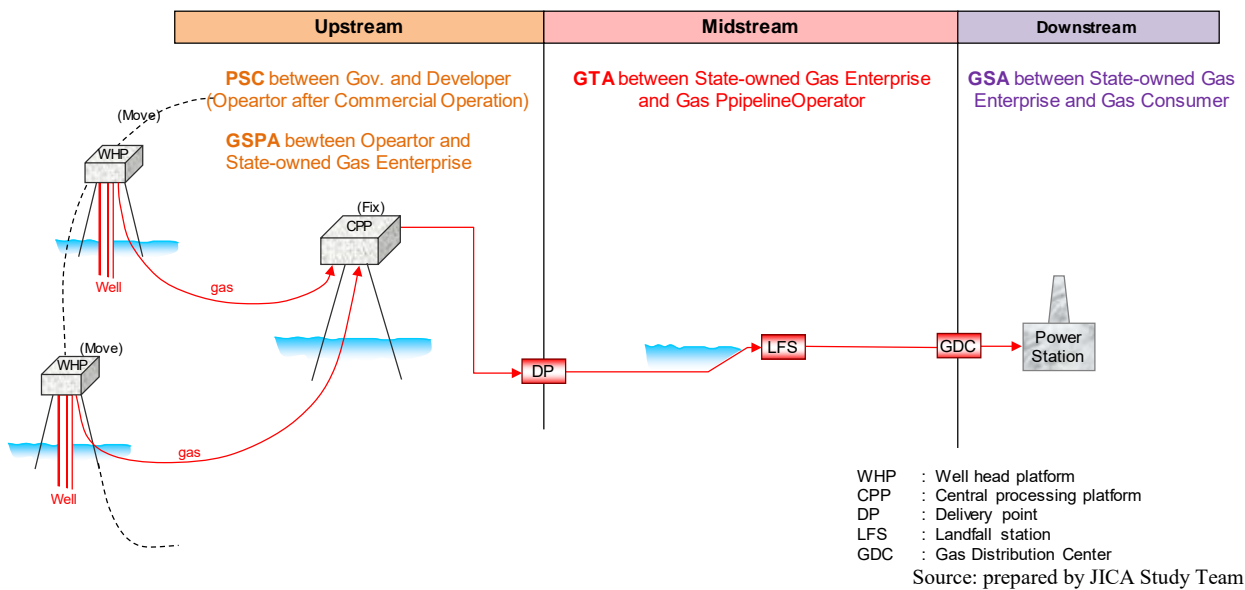 Upstream
Midstream
Downstream
PSC between Gov. and Developer
(Opeartor after Commercial Operation)
GSPA bewteen Opeartor and
State-owned Gas Eenterprise
GTA between State-owned Gas Enterprise
and Gas PpipelineOperator
GSA between State-owned Gas
Enterprise and Gas Consumer
(Move)
WHP
Well
gas
(Fix)
CPP
(Move)
WHP
Well
gas
DP
LFS
GDC
Power
Station
WHP : Well head platform
CPP : Central processing platform
DP : Delivery point
LFS : Landfall station
GDC : Gas Distribution Center
Source: prepared by JICA Study Team